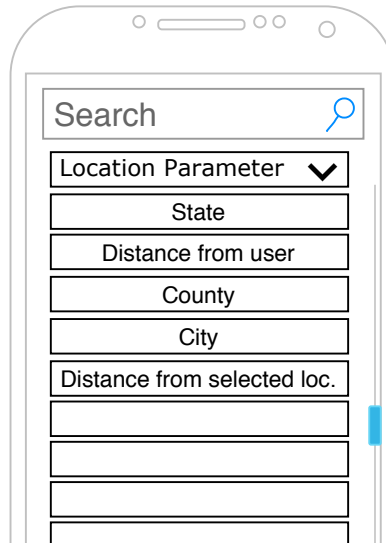 Search
Location Parameter
State
Distance from user
County
City
Distance from selected loc.